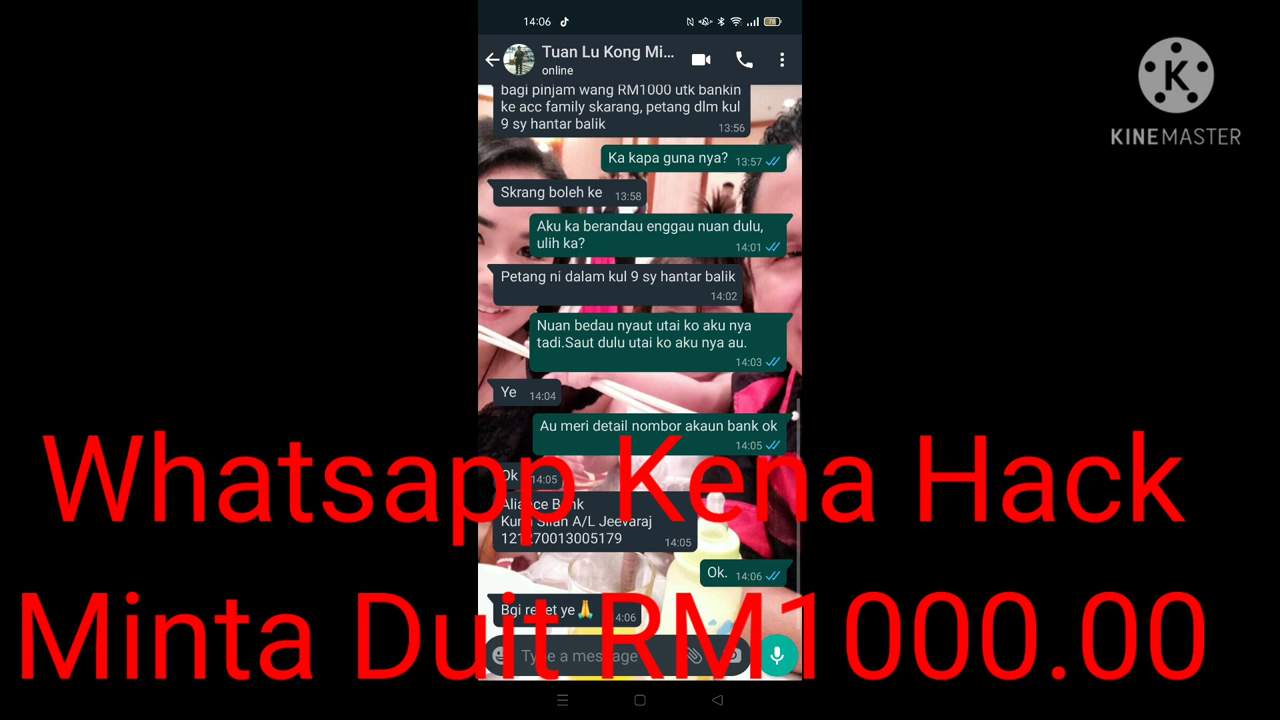 14:06
78
KINEMASTER
Tuan Lu Kong Mi...
online
bagi pinjam wang RM1000 utk bankin
ke acc family skarang, petang dlm kul
9 sy hantar balik
13:56
Ka kapa guna nya? 13:57
Skrang boleh ke 13:58
Aku ka berandau enggau nuan dulu,
ulih ka?
14:01
Petang ni dalam kul 9 sy hantar balik
14:02
Nuan bedau nyaut utai ko aku nya
tadi.Saut dulu utai ko aku nya au.
14:03
Ye 14:04
Au meri detail nombor akaun bank ok
14:05
Whatsapp Kena Hack
Ok 14:05
Bank
A/L Jeevaraj
14:05
Ok. 14:06
Bgi ye🙏
Minta Duit RM1000.00
Type a message